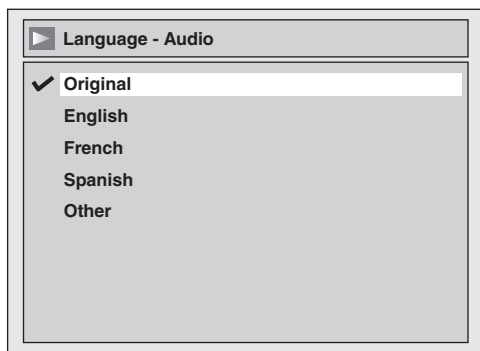 Language - Audio
Original
English
French
Spanish
Other